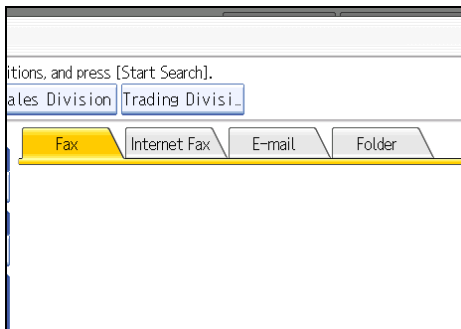 itions, and press [Start Search].
ales Division Trading Divisi..
Fax Internet Fax E-mail Folder